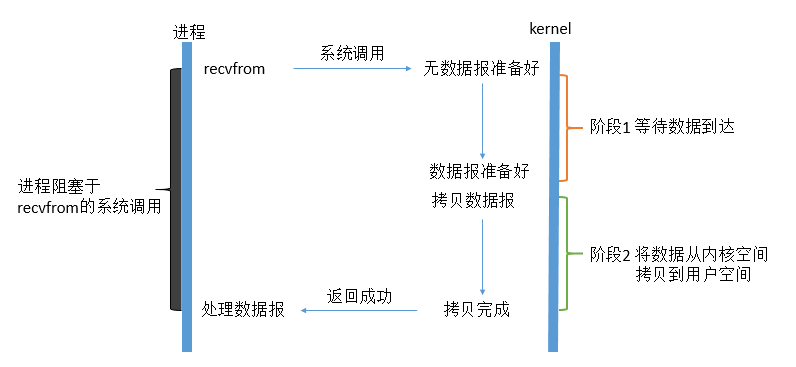 进程
kernel
系统调用
recvfrom
无数据报准备好
阶段1 等待数据到达
数据报准备好
进程阻塞于
recvfrom的系统调用
拷贝数据报
阶段2 将数据从内核空间
拷贝到用户空间
返回成功
处理数据报
拷贝完成